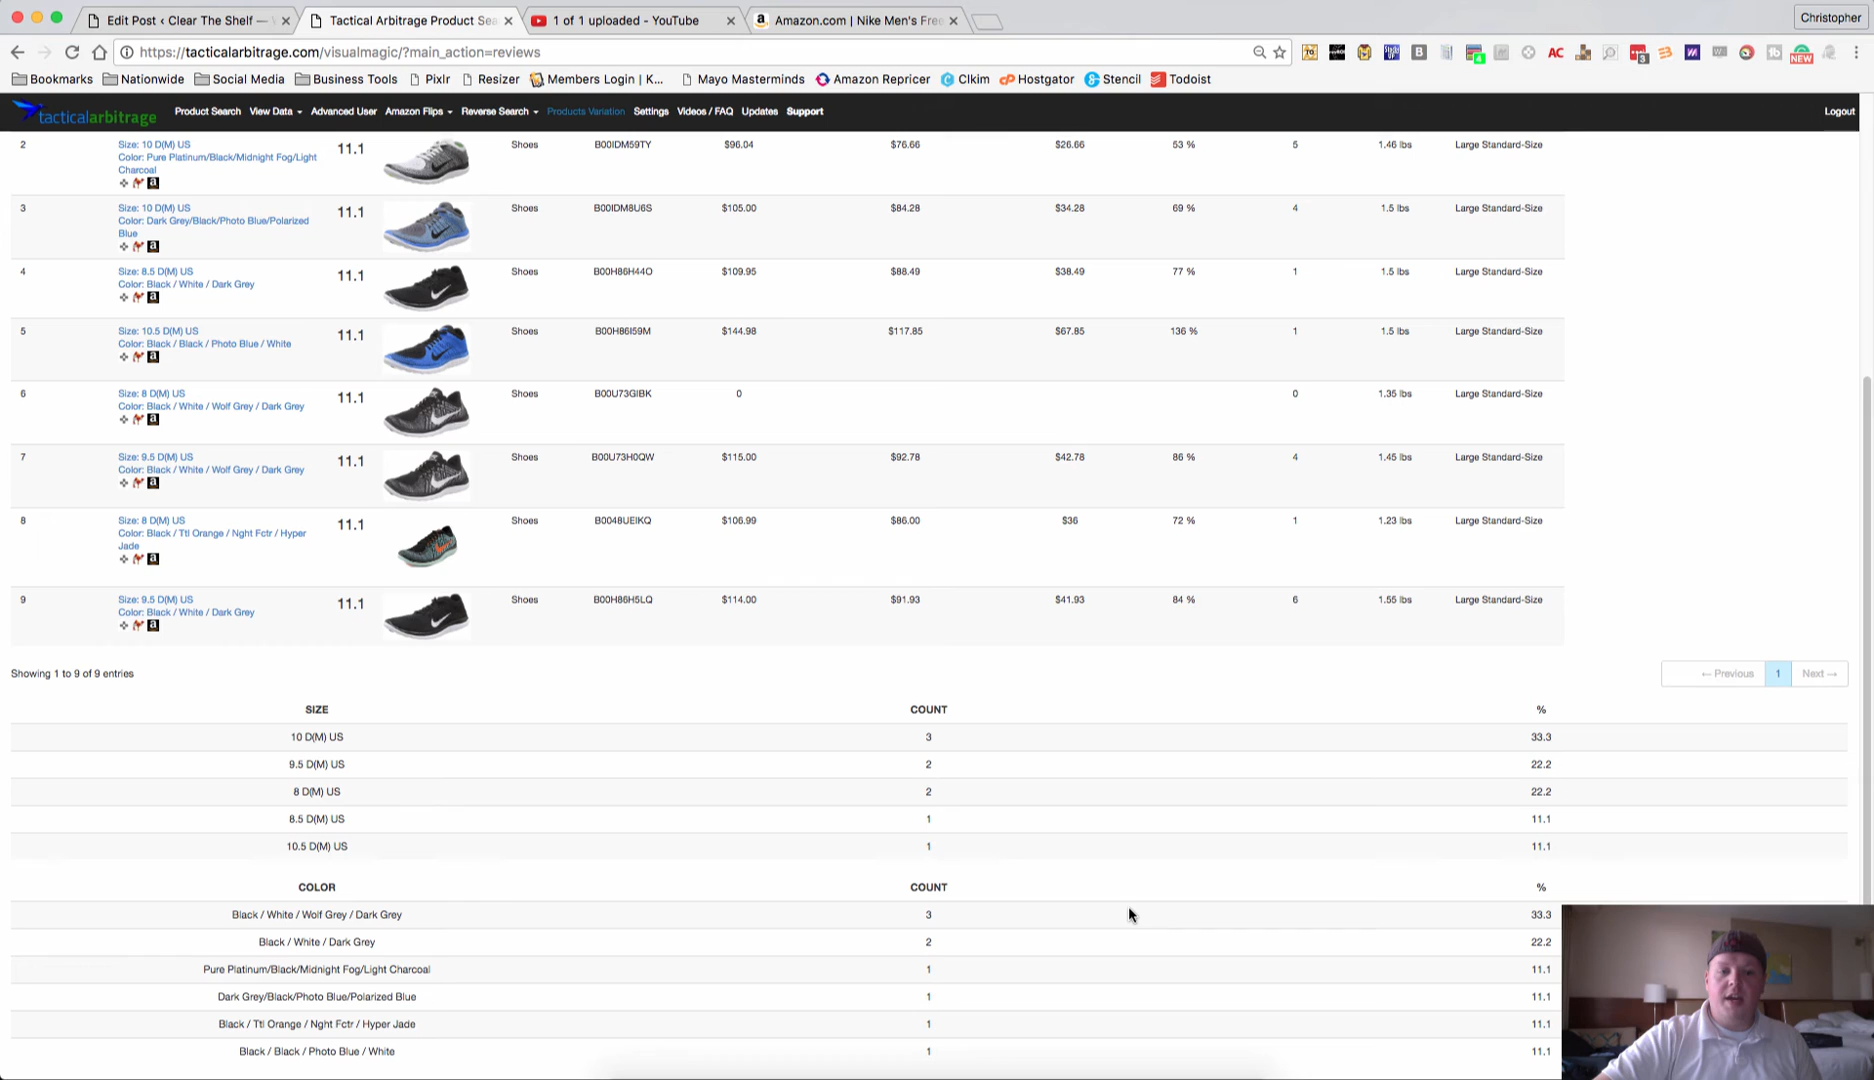 Edit Post ‹ Clear The Shelf —
Tactical Arbitrage Product Sea
1 of 1 uploaded - YouTube
Amazon.com | Nike Men's Free
Christopher
https://tacticalarbitrage.com/visualmagic/?main_action=reviews
Bookmarks Nationwide Social Media Business Tools Pixlr Resizer Members Login | K... Mayo Masterminds Amazon Repricer Clkim Hostgator Stencil Todoist
tacticalarbitrage Product Search View Data Advanced User Amazon Flips Reverse Search Products Variation Settings Videos / FAQ Updates Support Logout
2 Size: 10 D(M) US 11.1 Shoes B00IDM59TY $96.04 $76.66 $26.66 53 % 5 1.46 lbs Large Standard-Size
Color: Pure Platinum/Black/Midnight Fog/Light
Charcoal
3 Size: 10 D(M) US 11.1 Shoes B00IDM8U6S $105.00 $84.28 $34.28 69 % 4 1.5 lbs Large Standard-Size
Color: Dark Grey/Black/Photo Blue/Polarized
Blue
4 Size: 8.5 D(M) US 11.1 Shoes B00H86H44O $109.95 $88.49 $38.49 77 % 1 1.5 lbs Large Standard-Size
Color: Black / White / Dark Grey
5 Size: 10.5 D(M) US 11.1 Shoes B00H86I59M $144.98 $117.85 $67.85 136 % 1 1.5 lbs Large Standard-Size
Color: Black / Black / Photo Blue / White
6 Size: 8 D(M) US 11.1 Shoes B00U73GIBK 0 0 1.35 lbs Large Standard-Size
Color: Black / White / Wolf Grey / Dark Grey
7 Size: 9.5 D(M) US 11.1 Shoes B00U73H0QW $115.00 $92.78 $42.78 86 % 4 1.45 lbs Large Standard-Size
Color: Black / White / Wolf Grey / Dark Grey
8 Size: 8 D(M) US 11.1 Shoes B0048UEIKQ $106.99 $86.00 $36 72 % 1 1.23 lbs Large Standard-Size
Color: Black / Ttl Orange / Nght Fctr / Hyper
Jade
9 Size: 9.5 D(M) US 11.1 Shoes B00H86H5LQ $114.00 $91.93 $41.93 84 % 6 1.55 lbs Large Standard-Size
Color: Black / White / Dark Grey
Showing 1 to 9 of 9 entries
← Previous 1 Next →
SIZE COUNT %
10 D(M) US 3 33.3
9.5 D(M) US 2 22.2
8 D(M) US 2 22.2
8.5 D(M) US 1 11.1
10.5 D(M) US 1 11.1
COLOR COUNT %
Black / White / Wolf Grey / Dark Grey 3 33.3
Black / White / Dark Grey 2 22.2
Pure Platinum/Black/Midnight Fog/Light Charcoal 1 11.1
Dark Grey/Black/Photo Blue/Polarized Blue 1 11.1
Black / Ttl Orange / Nght Fctr / Hyper Jade 1 11.1
Black / Black / Photo Blue / White 1 11.1